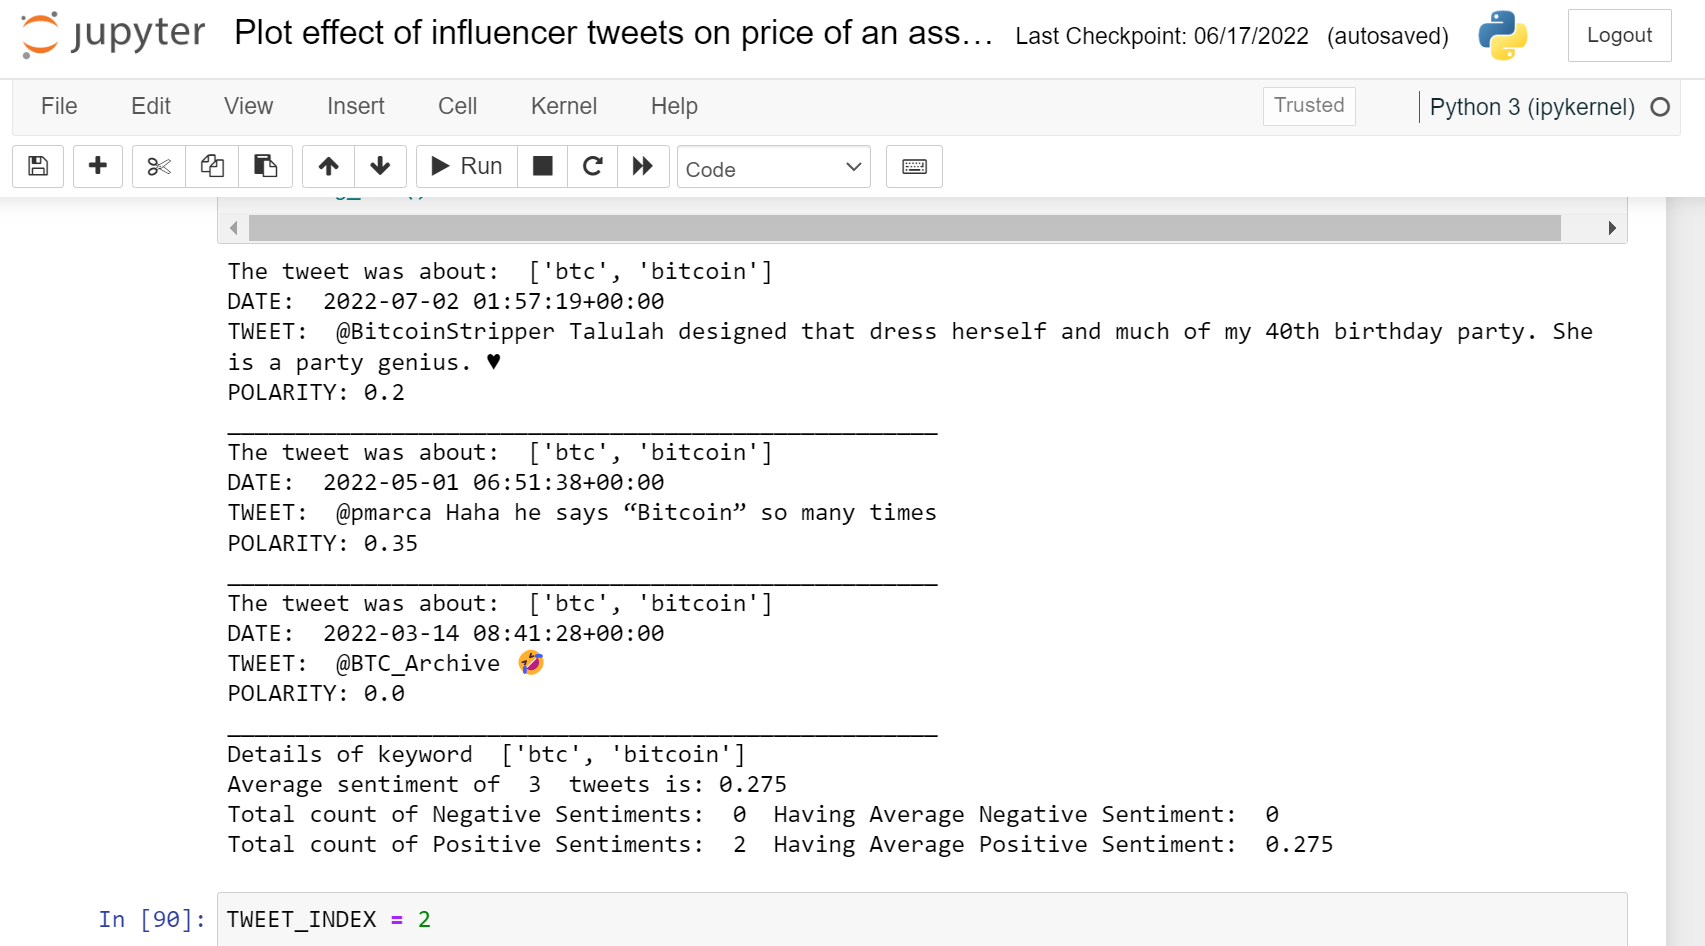 jupyter Plot effect of influencer tweets on price of an ass... Last Checkpoint: 06/17/2022 (autosaved) Logout
File Edit View Insert Cell Kernel Help Trusted Python 3 (ipykernel)
Run Code
The tweet was about:  ['btc', 'bitcoin']
DATE:  2022-07-02 01:57:19+00:00
TWEET:  @BitcoinStripper Talulah designed that dress herself and much of my 40th birthday party. She
is a party genius. ♥
POLARITY: 0.2
____________________________________________________
The tweet was about:  ['btc', 'bitcoin']
DATE:  2022-05-01 06:51:38+00:00
TWEET:  @pmarca Haha he says “Bitcoin” so many times
POLARITY: 0.35
____________________________________________________
The tweet was about:  ['btc', 'bitcoin']
DATE:  2022-03-14 08:41:28+00:00
TWEET:  @BTC_Archive 🤣
POLARITY: 0.0
____________________________________________________
Details of keyword  ['btc', 'bitcoin']
Average sentiment of  3  tweets is: 0.275
Total count of Negative Sentiments:  0  Having Average Negative Sentiment:  0
Total count of Positive Sentiments:  2  Having Average Positive Sentiment:  0.275
In [90]: TWEET_INDEX = 2